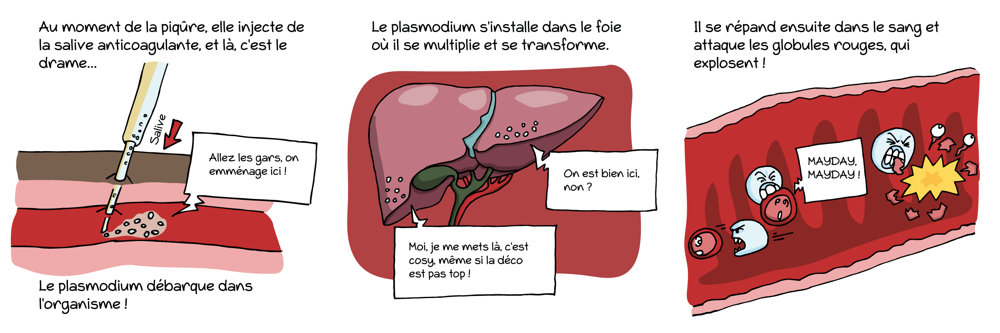 Au moment de la piqûre, elle injecte de
la salive anticoagulante, et là, c'est le
drame...
Salive
Allez les gars, on
emménage ici !
Le plasmodium débarque dans
l'organisme !
Le plasmodium s'installe dans le foie
où il se multiplie et se transforme.
On est bien ici,
non ?
Moi, je me mets là, c'est
cosy, même si la déco
est pas top !
Il se répand ensuite dans le sang et
attaque les globules rouges, qui
explosent !
MAYDAY,
MAYDAY !